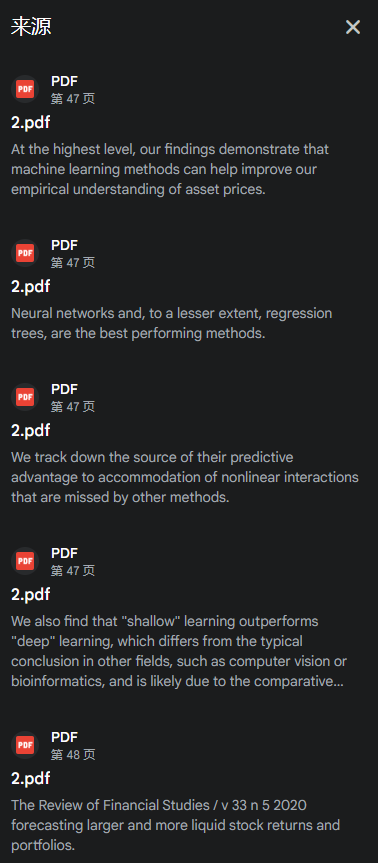 来源
PDF
PDF
第 47 页
2.pdf
At the highest level, our findings demonstrate that
machine learning methods can help improve our
empirical understanding of asset prices.
PDF
PDF
第 47 页
2.pdf
Neural networks and, to a lesser extent, regression
trees, are the best performing methods.
PDF
PDF
第 47 页
2.pdf
We track down the source of their predictive
advantage to accommodation of nonlinear interactions
that are missed by other methods.
PDF
PDF
第 47 页
2.pdf
We also find that "shallow" learning outperforms
"deep" learning, which differs from the typical
conclusion in other fields, such as computer vision or
bioinformatics, and is likely due to the comparative...
PDF
PDF
第 48 页
2.pdf
The Review of Financial Studies / v 33 n 5 2020
forecasting larger and more liquid stock returns and
portfolios.